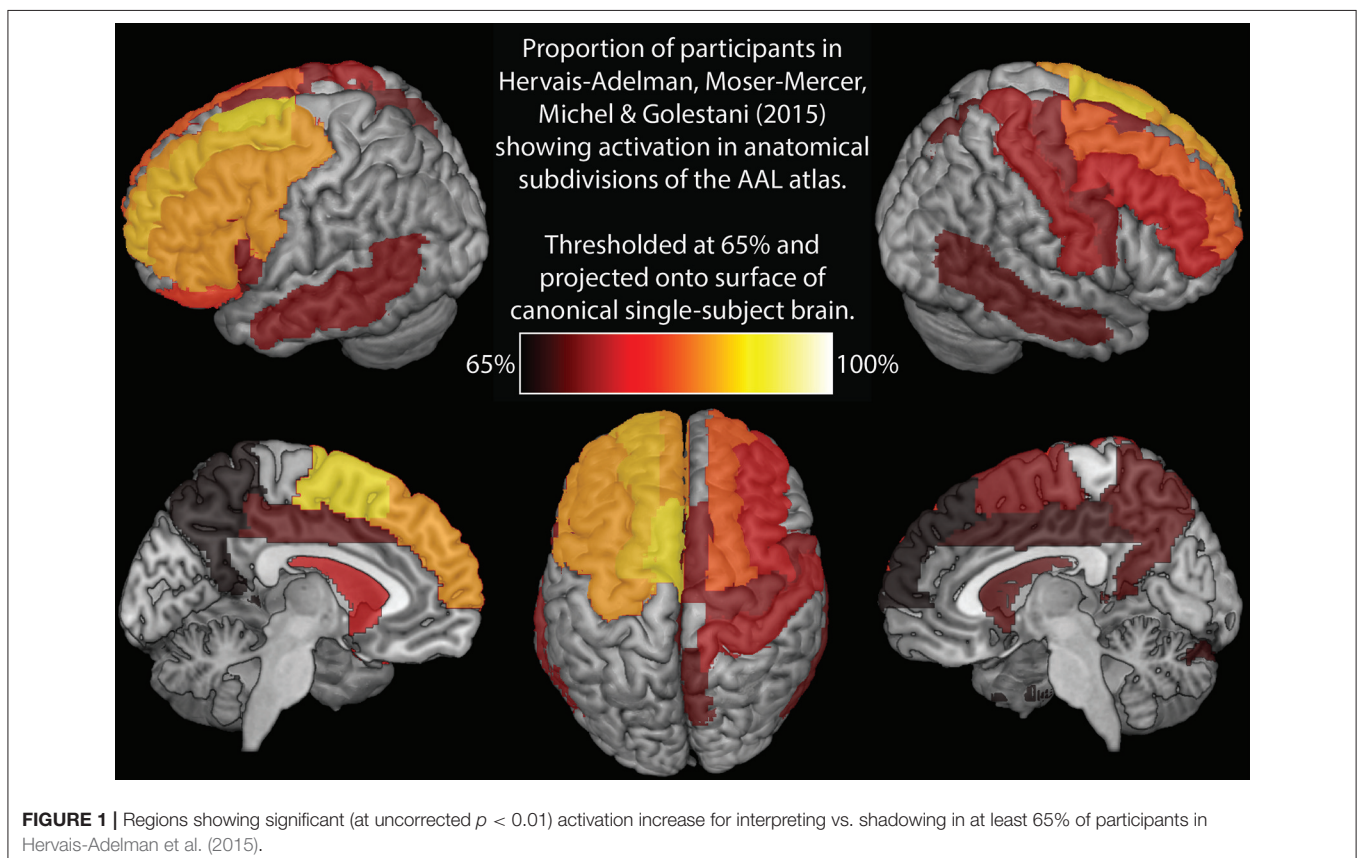 Proportion of participants in
Hervais-Adelman, Moser-Mercer,
Michel & Golestani (2015)
showing activation in anatomical
subdivisions of the AAL atlas.
Thresholded at 65% and
projected onto surface of
canonical single-subject brain.
65% 100%
FIGURE 1 | Regions showing significant (at uncorrected p < 0.01) activation increase for interpreting vs. shadowing in at least 65% of participants in
Hervais-Adelman et al. (2015).